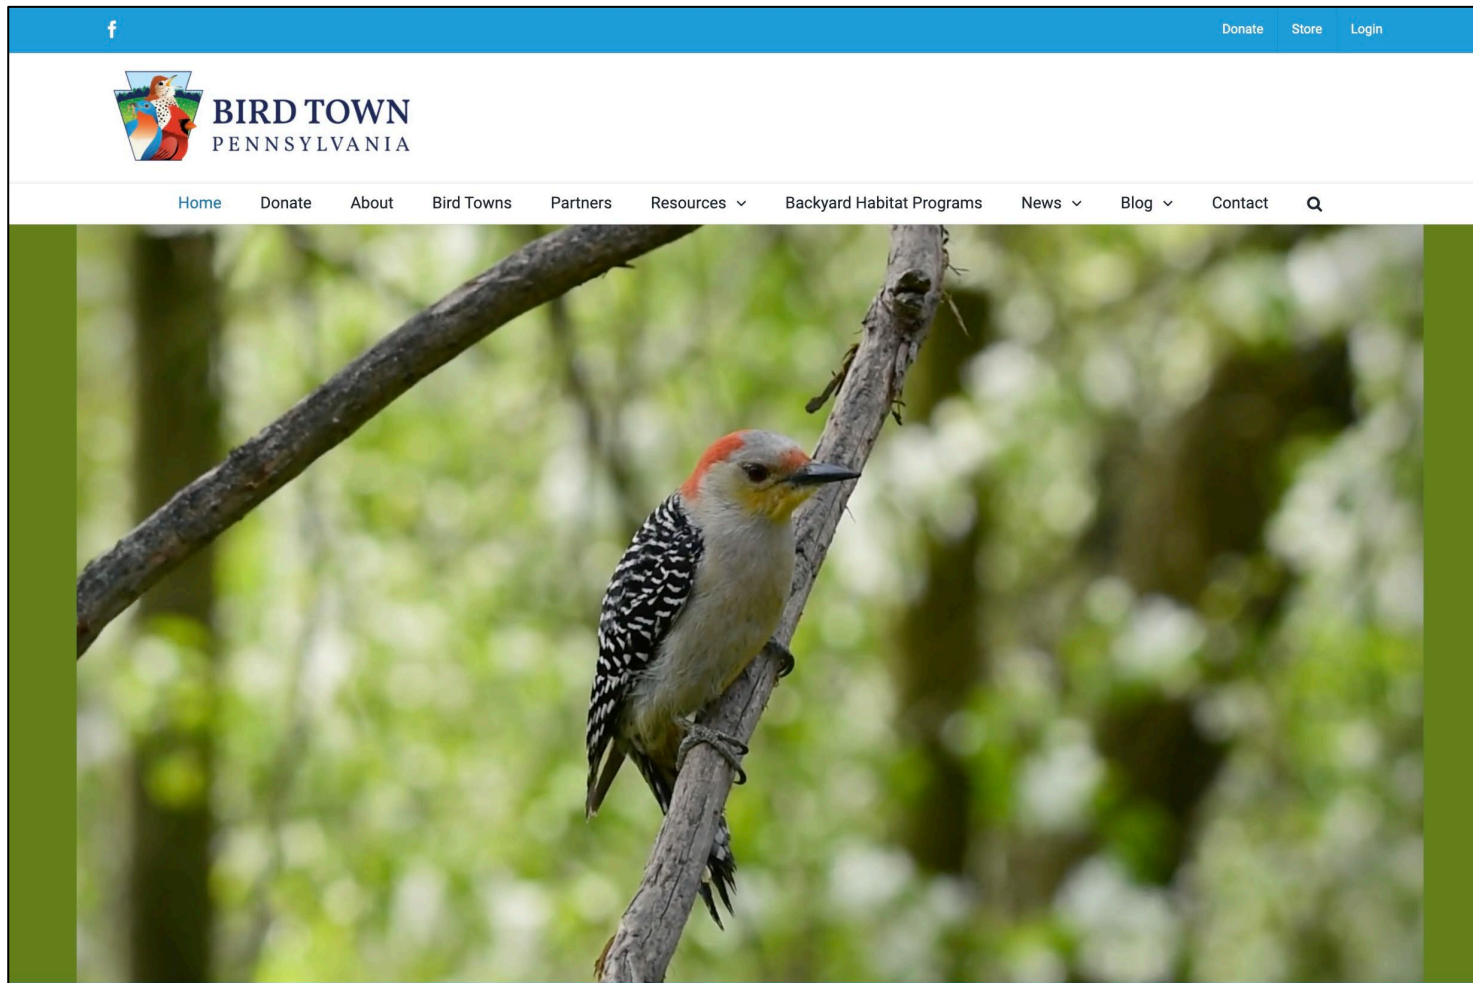 Donate Store Login
BIRD TOWN
PENNSYLVANIA
Home Donate About Bird Towns Partners Resources Backyard Habitat Programs News Blog Contact